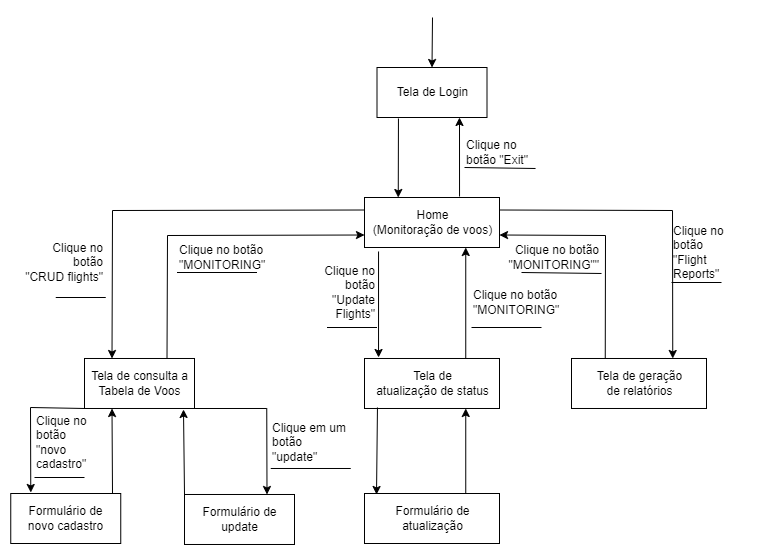 Tela de Login
Clique no
botão "Exit"
Home
(Monitoração de voos)
Clique no
botão
"CRUD flights"
Clique no botão
"MONITORING"
Clique no
botão
"Update
Flights"
Clique no botão
"MONITORING"
Clique no botão
"MONITORING""
Clique no
botão
"Flight
Reports"
Tela de consulta a
Tabela de Voos
Tela de
atualização de status
Tela de geração
de relatórios
Clique no
botão
"novo
cadastro"
Clique em um
botão
"update"
Formulário de
novo cadastro
Formulário de
update
Formulário de
atualização